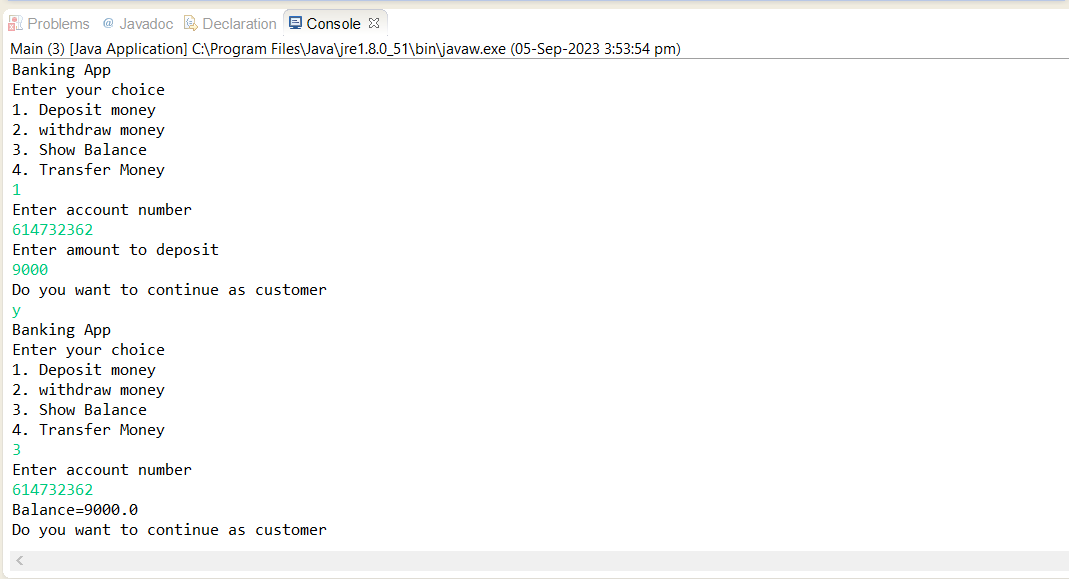 Problems @ Javadoc Declaration Console
Main (3) [Java Application] C:\Program Files\Java\jre1.8.0_51\bin\javaw.exe (05-Sep-2023 3:53:54 pm)
Banking App
Enter your choice
1. Deposit money
2. withdraw money
3. Show Balance
4. Transfer Money
1
Enter account number
614732362
Enter amount to deposit
9000
Do you want to continue as customer
y
Banking App
Enter your choice
1. Deposit money
2. withdraw money
3. Show Balance
4. Transfer Money
3
Enter account number
614732362
Balance=9000.0
Do you want to continue as customer